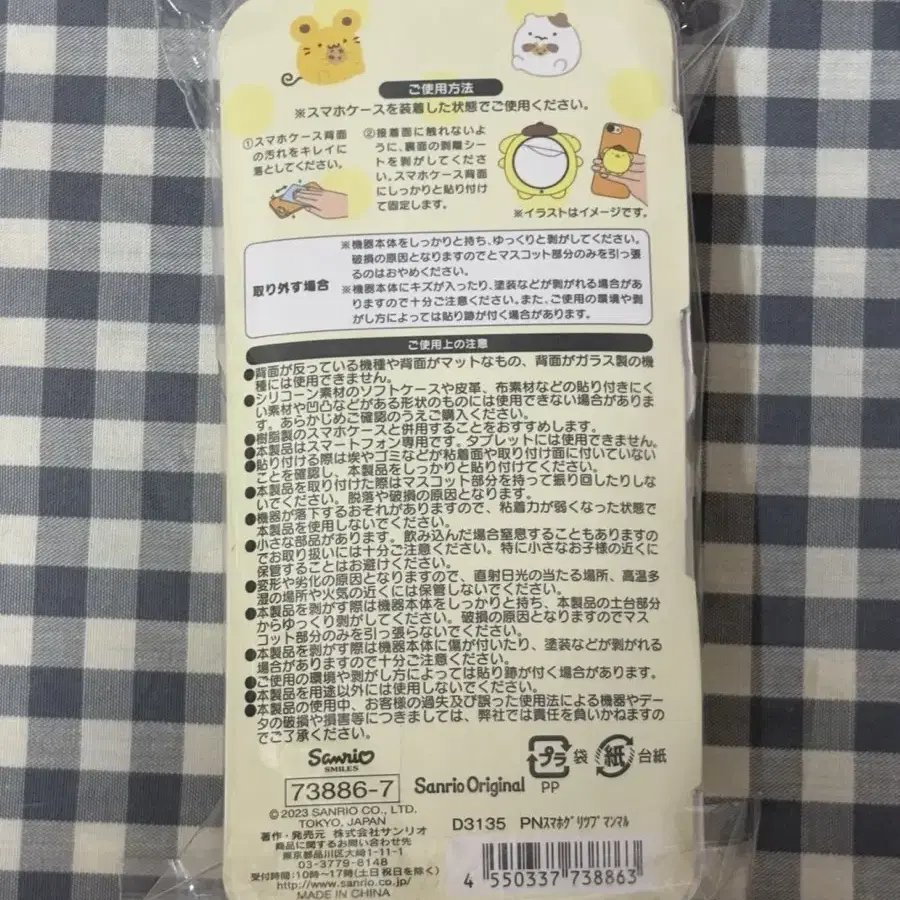 ご使用方法
※スマホケースを装着した状態でご使用ください。
①スマホケース背面
の汚れをキレイに
落としてください。
②接着面に触れないよ
うに、裏面の剥離シー
トを剥がしてくださ
い。スマホケース背面
にしっかりと貼り付け
て固定します。
※イラストはイメージです。
取り外す場合
※機器本体をしっかりと持ち、ゆっくりと剥がしてください。
破損の原因となりますのでとマスコット部分のみを引っ張
るのはおやめください。
※機器本体にキズが入ったり、塗装などが剥がれる場合があ
りますので十分ご注意ください。また、ご使用の環境や剥
がし方によっては貼り跡が付く場合があります。
ご使用上の注意
●背面が反っている機種や背面がマットなもの、背面がガラス製の機
種には使用できません。
●シリコーン素材のソフトケースや皮革、布素材などの貼り付きにく
い素材や凹凸などがある形状のものには使用できない場合がありま
す。あらかじめご確認のうえご購入ください。
●樹脂製のスマホケースと併用することをおすすめします。
●本製品はスマートフォン専用です。タブレットには使用できません。
●貼り付ける際は埃やゴミなどが粘着面や取り付け面に付いていない
ことを確認し、本製品をしっかりと貼り付けてください。
●本製品を取り付けた際はマスコット部分を持って振り回したりしな
いでください。脱落や破損の原因となります。
●機器が落下するおそれがありますので、粘着力が弱くなった状態で
本製品を使用しないでください。
●小さな部品があります。飲み込んだ場合窒息することもありますの
でお取り扱いには十分ご注意ください。特に小さなお子様の近くに
保管することはお避けください。
●変形や劣化の原因となりますので、直射日光の当たる場所、高温多
湿の場所や火気の近くには保管しないでください。
●本製品を剥がす際は機器本体をしっかりと持ち、本製品の土台部分
からゆっくり剥がしてください。破損の原因となりますのでマス
コット部分のみを引っ張らないでください。
●本製品を剥がす際は機器本体に傷が付いたり、塗装などが剥がれる
場合がありますので十分ご注意ください。
●ご使用の環境や剥がし方によっては貼り跡が付く場合があります。
●本製品を用途以外には使用しないでください。
●本製品の使用中、お客様の過失及び誤った使用法による機器やデー
タの破損や損害等につきましては、弊社では責任を負いかねますの
でご了承ください。
Sanrio
SMILES
73886-7
Sanrio Original
プラ
PP
袋
紙
台紙
©2023 SANRIO CO., LTD.
TOKYO, JAPAN
著作・発売元 株式会社サンリオ
商品に関するお問い合わせ先
東京都品川区大崎1-11-1
03-3779-8148
受付時間:10時~17時(土日祝日を除く)
http://www.sanrio.co.jp/
MADE IN CHINA
D3135 PNスマホグリップマンマル
4 550337 738863